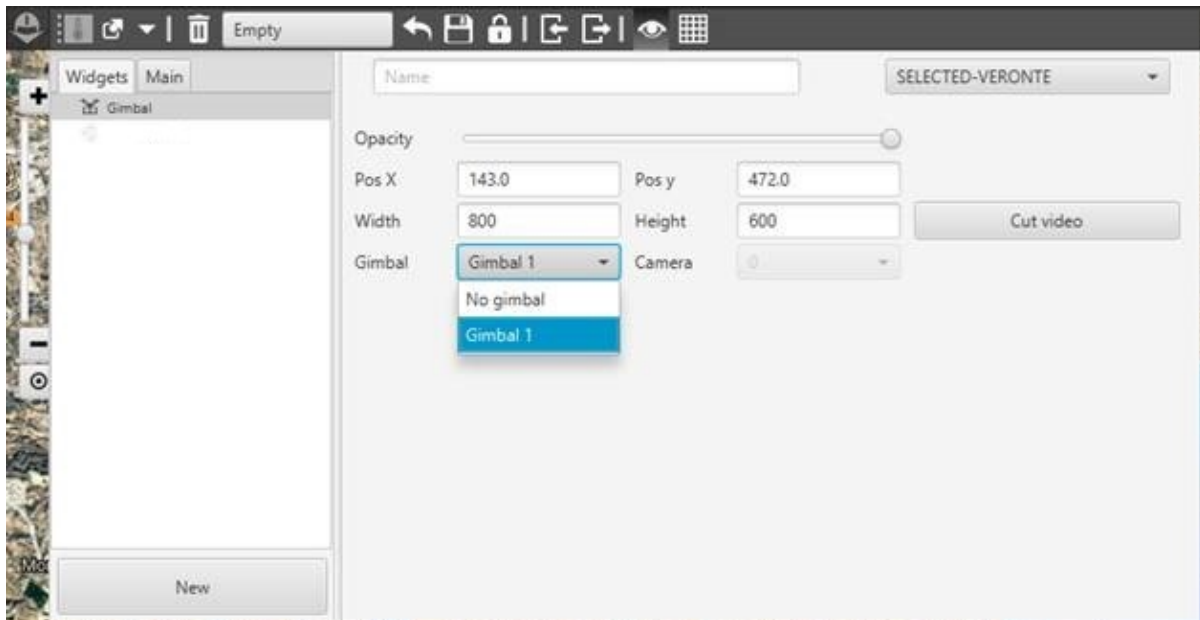 Empty
Widgets Main
Name
SELECTED-VERONTE
Gimbal
Opacity
Pos X 143.0 Pos y 472.0
Width 800 Height 600 Cut video
Gimbal Gimbal 1 Camera 0
No gimbal
Gimbal 1
New